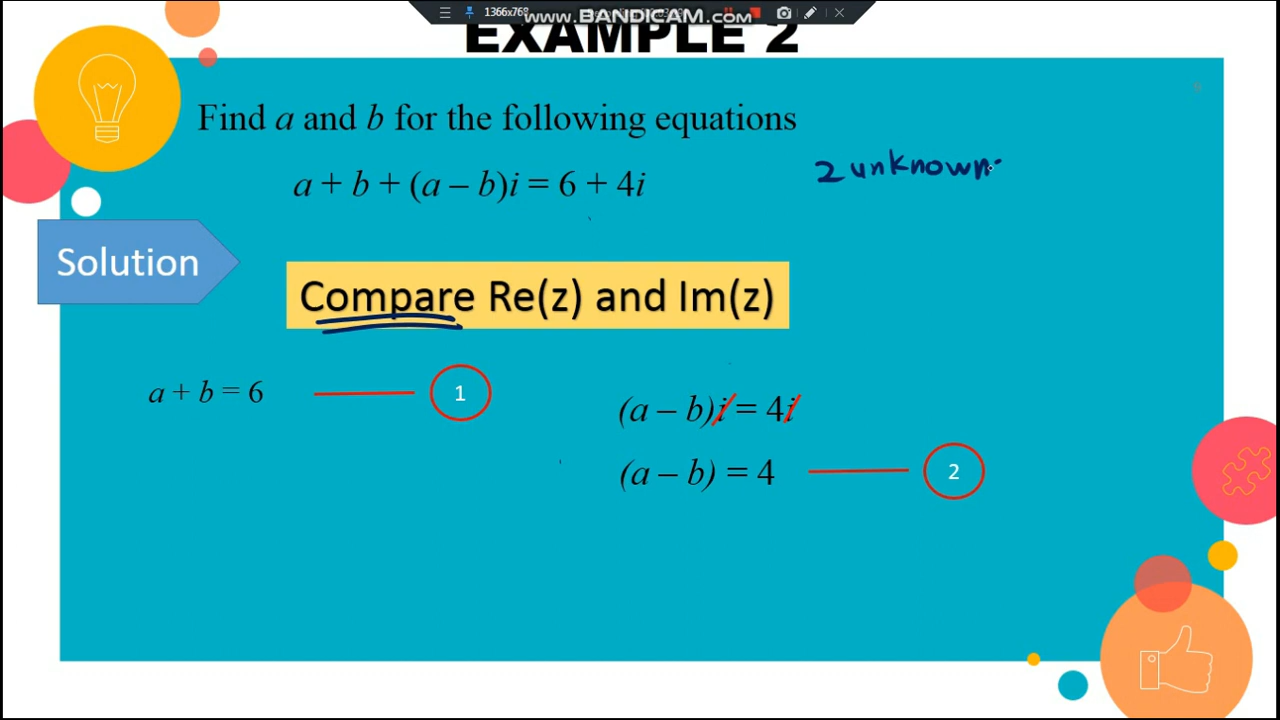 1366x768
www.BANDICAM.com
EXAMPLE 2
Find a and b for the following equations
a + b + (a – b)i = 6 + 4i
2 unknown
Solution
Compare Re(z) and Im(z)
a + b = 6
1
(a – b)i = 4i
(a – b) = 4
2